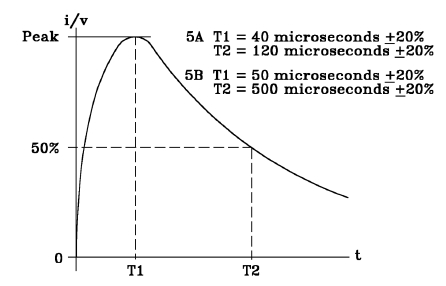 i/v
Peak
5A T1 = 40 microseconds ±20%
T2 = 120 microseconds ±20%
5B T1 = 50 microseconds ±20%
T2 = 500 microseconds ±20%
50%
0
t
T1
T2